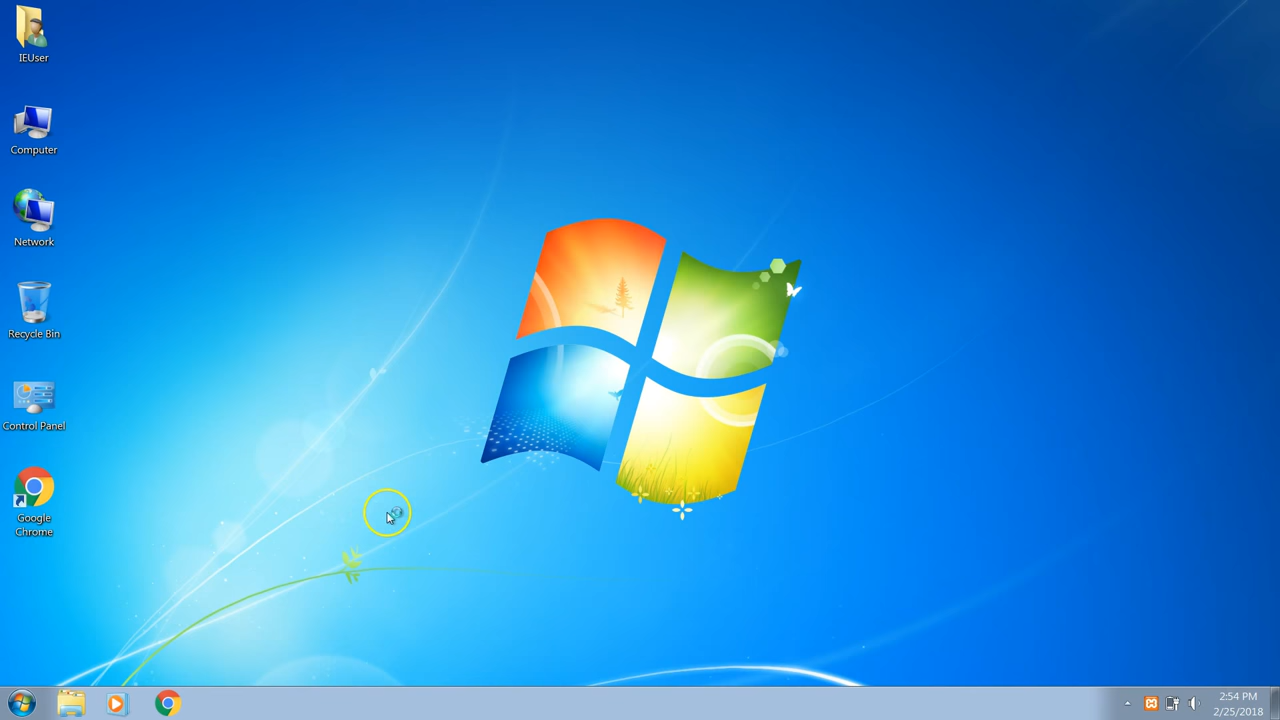 IEUser
Computer
Network
Recycle Bin
Control Panel
Google
Chrome
2:54 PM
2/25/2018